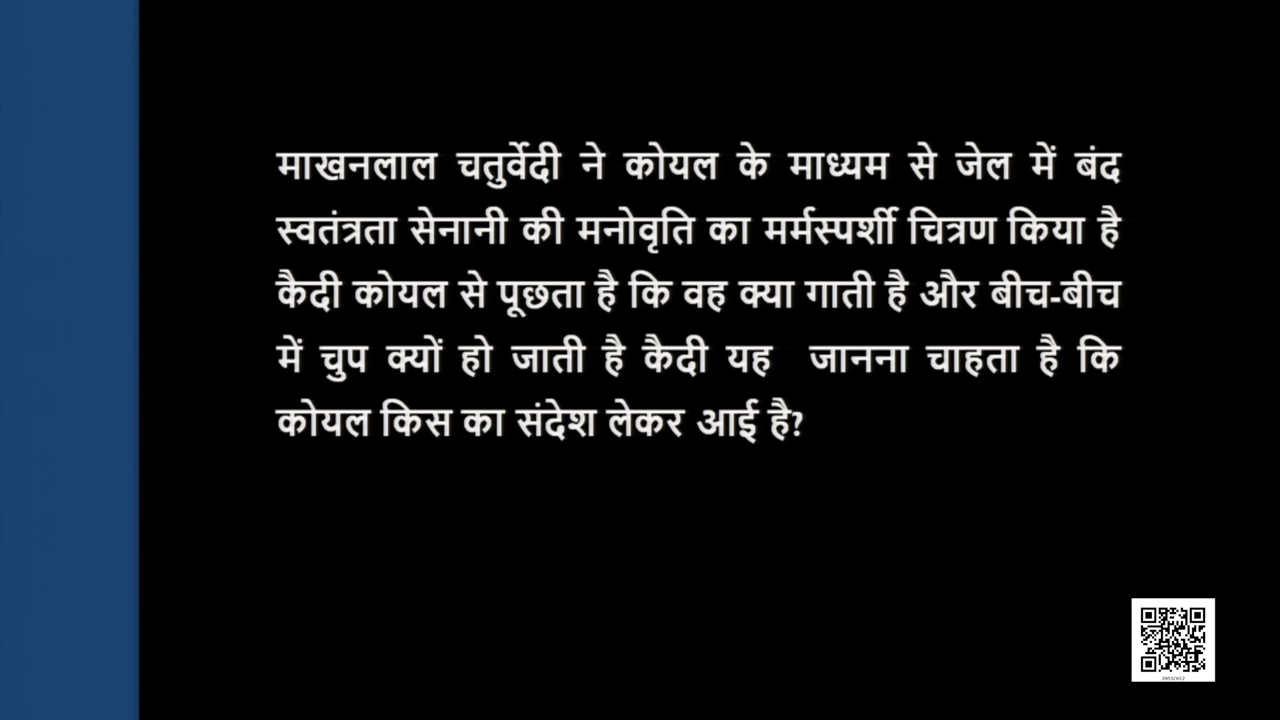 माखनलाल चतुर्वेदी ने कोयल के माध्यम से जेल में बंद
स्वतंत्रता सेनानी की मनोवृति का मर्मस्पर्शी चित्रण किया है
कैदी कोयल से पूछता है कि वह क्या गाती है और बीच-बीच
में चुप क्यों हो जाती है कैदी यह जानना चाहता है कि
कोयल किस का संदेश लेकर आई है?